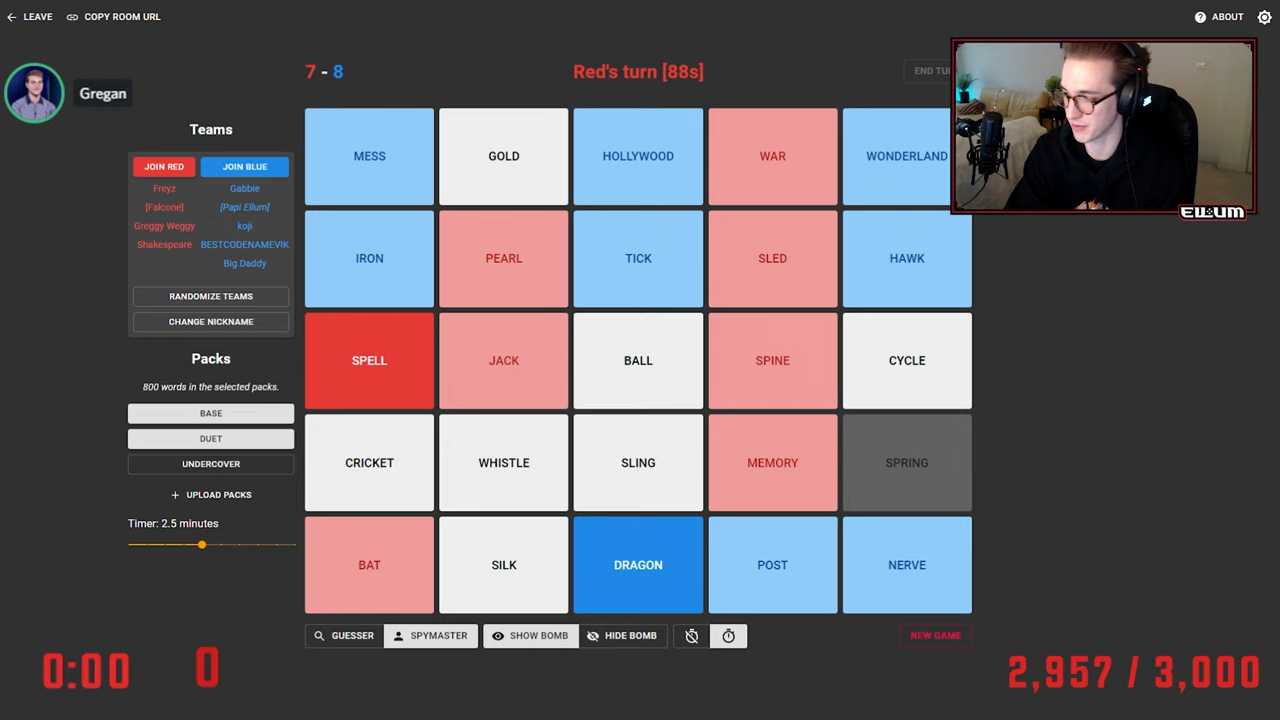 LEAVE
COPY ROOM URL
ABOUT
Gregan
7 - 8
Red's turn [88s]
Teams
JOIN RED
JOIN BLUE
Freyz
Gabbie
[Falcone]
[Papi Ellum]
Greggy Weggy
koji
Shakespeare
BESTCODENAMEVIK
Big Daddy
RANDOMIZE TEAMS
CHANGE NICKNAME
Packs
800 words in the selected packs.
BASE
DUET
UNDERCOVER
+ UPLOAD PACKS
Timer: 2.5 minutes
MESS
GOLD
HOLLYWOOD
WAR
WONDERLAND
IRON
PEARL
TICK
SLED
HAWK
SPELL
JACK
BALL
SPINE
CYCLE
CRICKET
WHISTLE
SLING
MEMORY
SPRING
BAT
SILK
DRAGON
POST
NERVE
GUESSER
SPYMASTER
SHOW BOMB
HIDE BOMB
NEW GAME
ELLUM
0:00
0
2,957 / 3,000